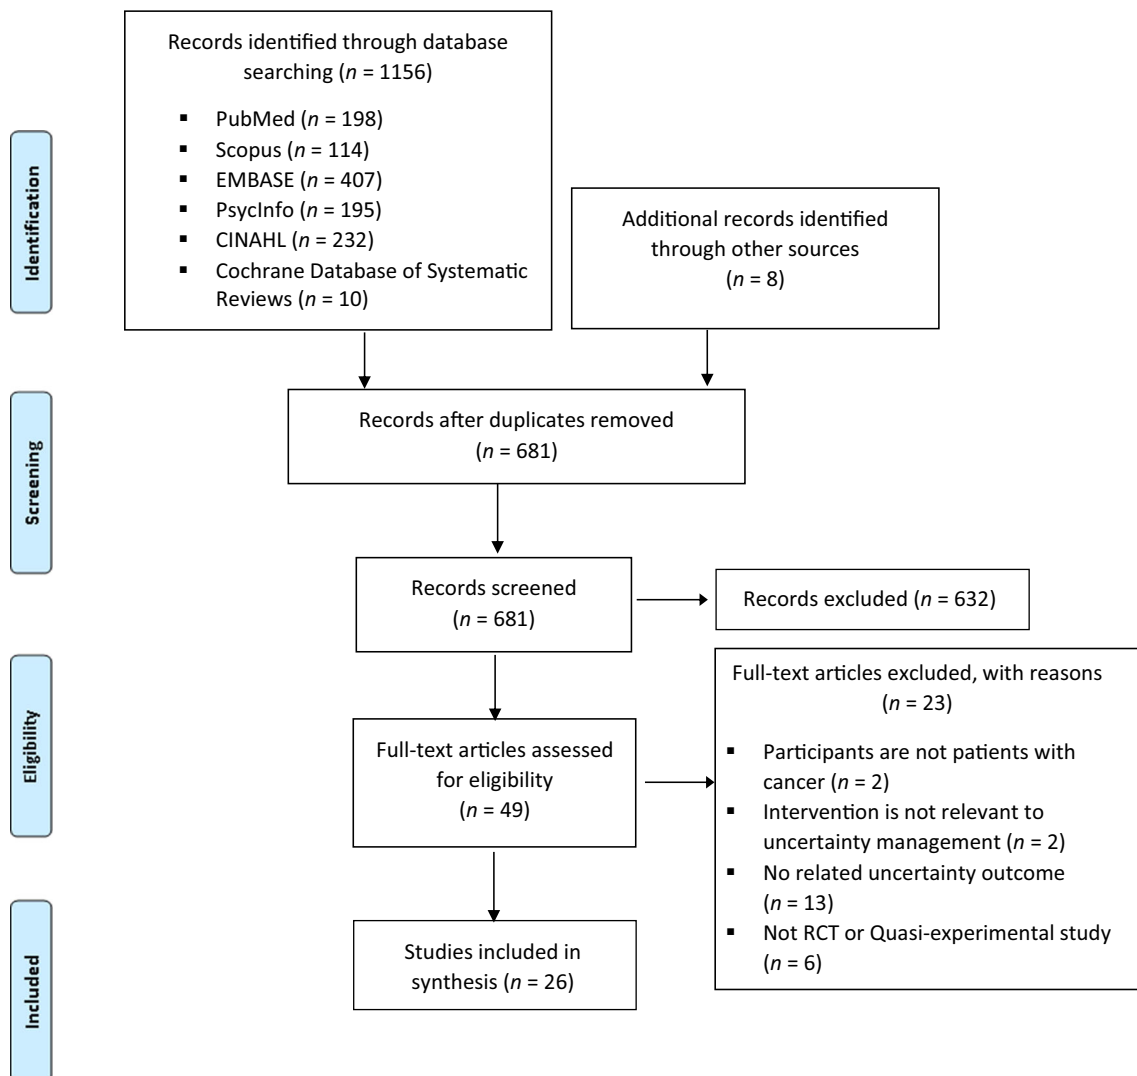 Records identified through database
searching (n = 1156)
▪ PubMed (n = 198)
▪ Scopus (n = 114)
▪ EMBASE (n = 407)
▪ PsycInfo (n = 195)
▪ CINAHL (n = 232)
▪ Cochrane Database of Systematic
Reviews (n = 10)
Additional records identified
through other sources
(n = 8)
Identification
Records after duplicates removed
(n = 681)
Screening
Records screened
(n = 681)
Records excluded (n = 632)
Eligibility
Full-text articles assessed
for eligibility
(n = 49)
Full-text articles excluded, with reasons
(n = 23)
▪ Participants are not patients with
cancer (n = 2)
▪ Intervention is not relevant to
uncertainty management (n = 2)
▪ No related uncertainty outcome
(n = 13)
▪ Not RCT or Quasi-experimental study
(n = 6)
Included
Studies included in
synthesis (n = 26)